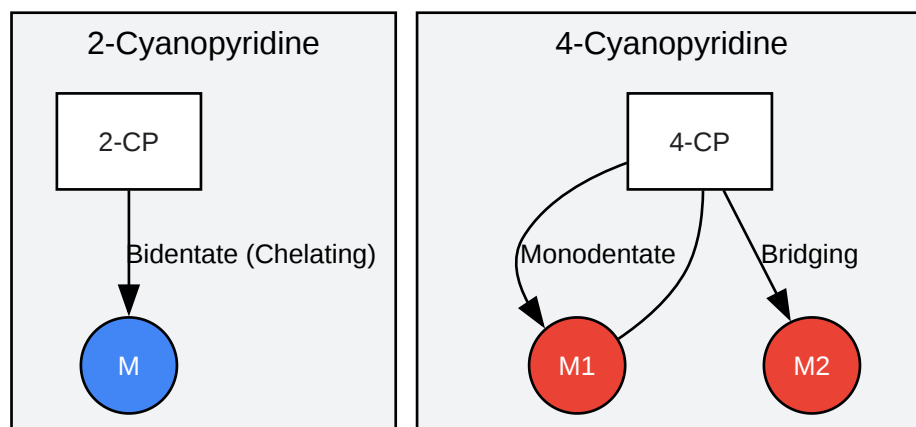 2-Cyanopyridine
2-CP
Bidentate (Chelating)
M
4-Cyanopyridine
4-CP
Monodentate
Bridging
M1
M2